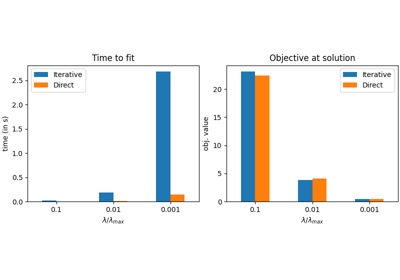 Time to fit
Iterative
Direct
2.5
2.0
1.5
1.0
0.5
0.0
time (in s)
0.1
0.01
0.001
λ/λmax
Objective at solution
Iterative
Direct
20
15
10
5
0
obj. value
0.1
0.01
0.001
λ/λmax